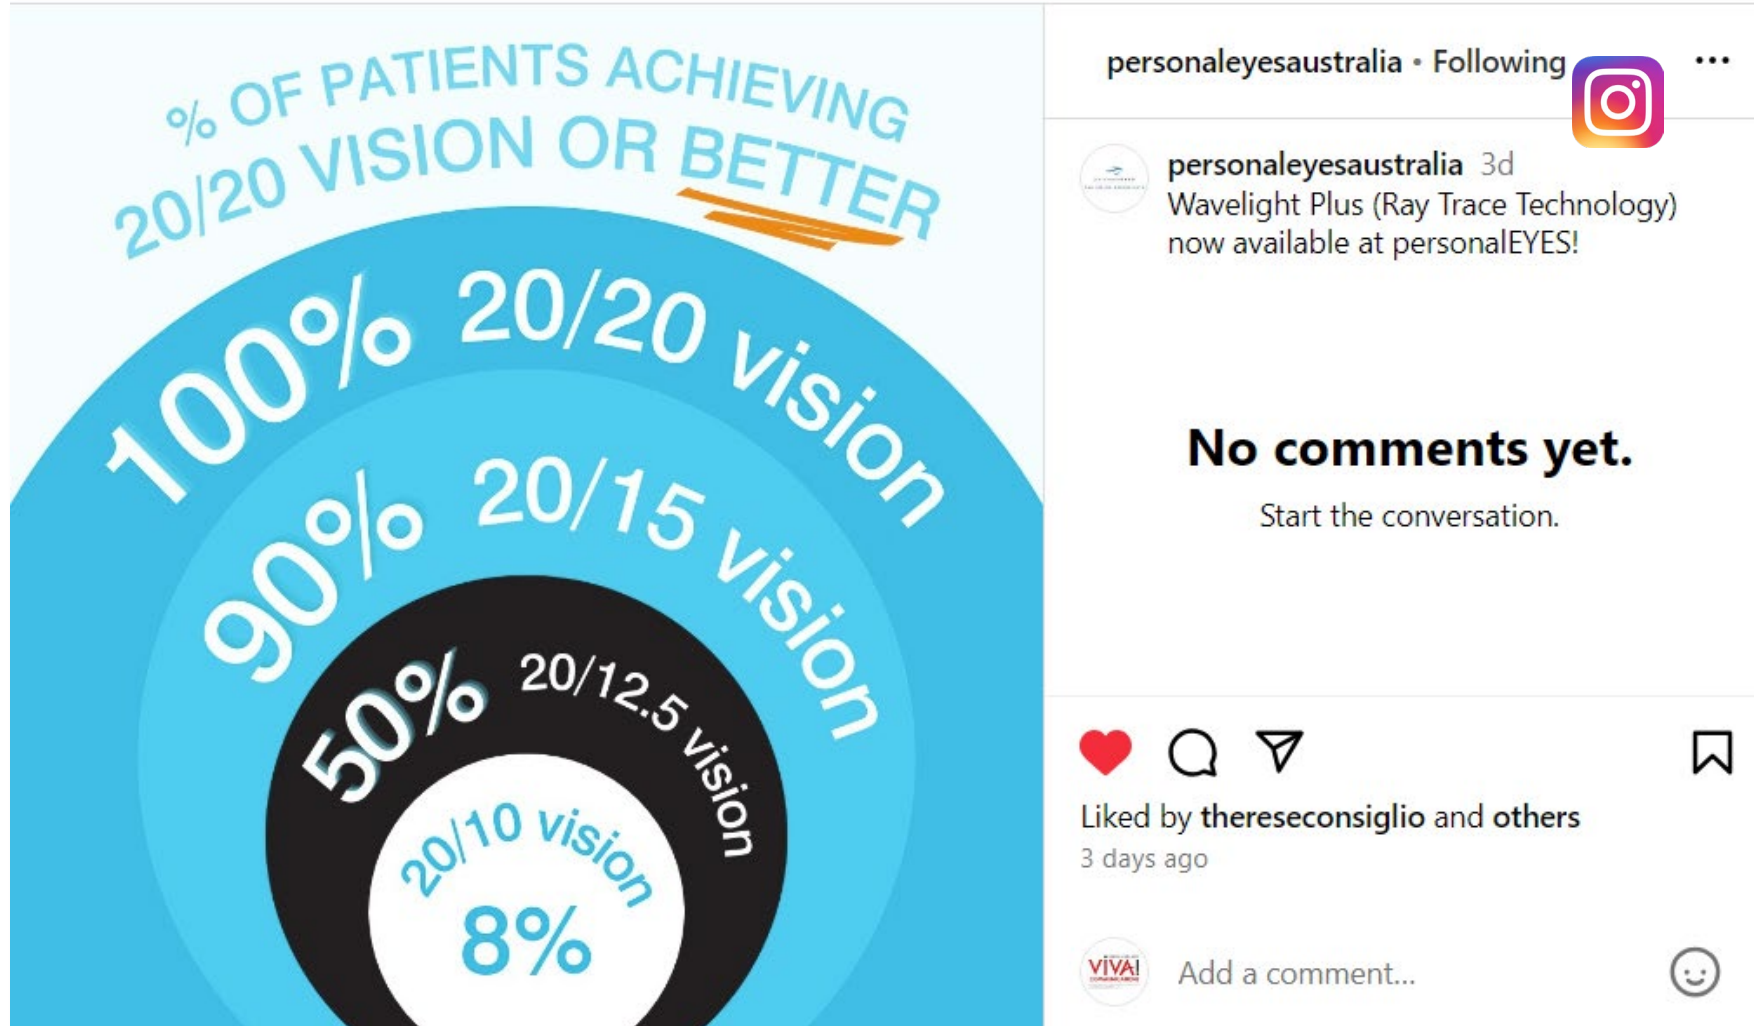 % OF PATIENTS ACHIEVING
20/20 VISION OR BETTER
100% 20/20 vision
90% 20/15 vision
50% 20/12.5 vision
20/10 vision
8%
personaleyesaustralia • Following
personaleyesaustralia 3d
Wavelight Plus (Ray Trace Technology)
now available at personalEYES!
No comments yet.
Start the conversation.
Liked by thereseconsiglio and others
3 days ago
VIVA!
Add a comment...